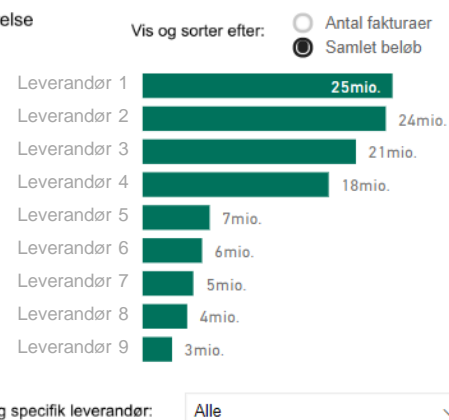 else
Vis og sorter efter:
Antal fakturaer
Samlet beløb
Leverandør 1 25mio.
Leverandør 2 24mio.
Leverandør 3 21mio.
Leverandør 4 18mio.
Leverandør 5 7mio.
Leverandør 6 6mio.
Leverandør 7 5mio.
Leverandør 8 4mio.
Leverandør 9 3mio.
g specifik leverandør: Alle